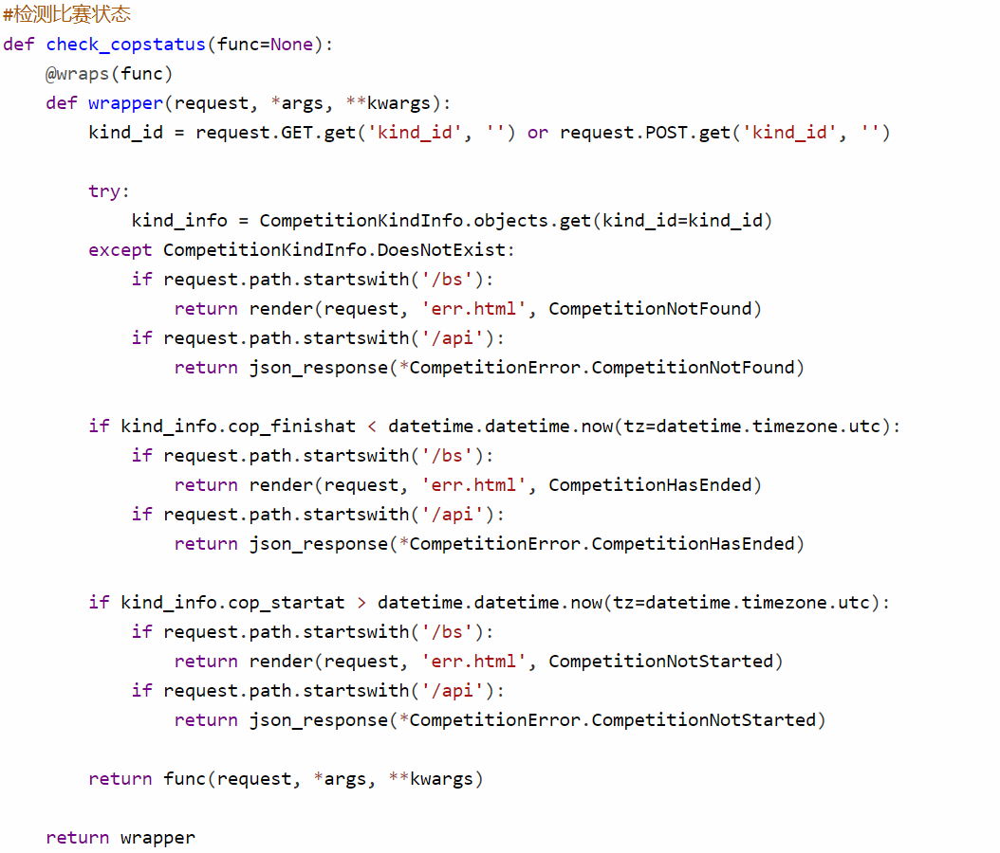 #检测比赛状态
def check_copstatus(func=None):
    @wraps(func)
    def wrapper(request, *args, **kwargs):
        kind_id = request.GET.get('kind_id', '') or request.POST.get('kind_id', '')
        try:
            kind_info = CompetitionKindInfo.objects.get(kind_id=kind_id)
        except CompetitionKindInfo.DoesNotExist:
            if request.path.startswith('/bs'):
                return render(request, 'err.html', CompetitionNotFound)
            if request.path.startswith('/api'):
                return json_response(*CompetitionError.CompetitionNotFound)
        if kind_info.cop_finishat < datetime.datetime.now(tz=datetime.timezone.utc):
            if request.path.startswith('/bs'):
                return render(request, 'err.html', CompetitionHasEnded)
            if request.path.startswith('/api'):
                return json_response(*CompetitionError.CompetitionHasEnded)
        if kind_info.cop_startat > datetime.datetime.now(tz=datetime.timezone.utc):
            if request.path.startswith('/bs'):
                return render(request, 'err.html', CompetitionNotStarted)
            if request.path.startswith('/api'):
                return json_response(*CompetitionError.CompetitionNotStarted)
        return func(request, *args, **kwargs)
    return wrapper